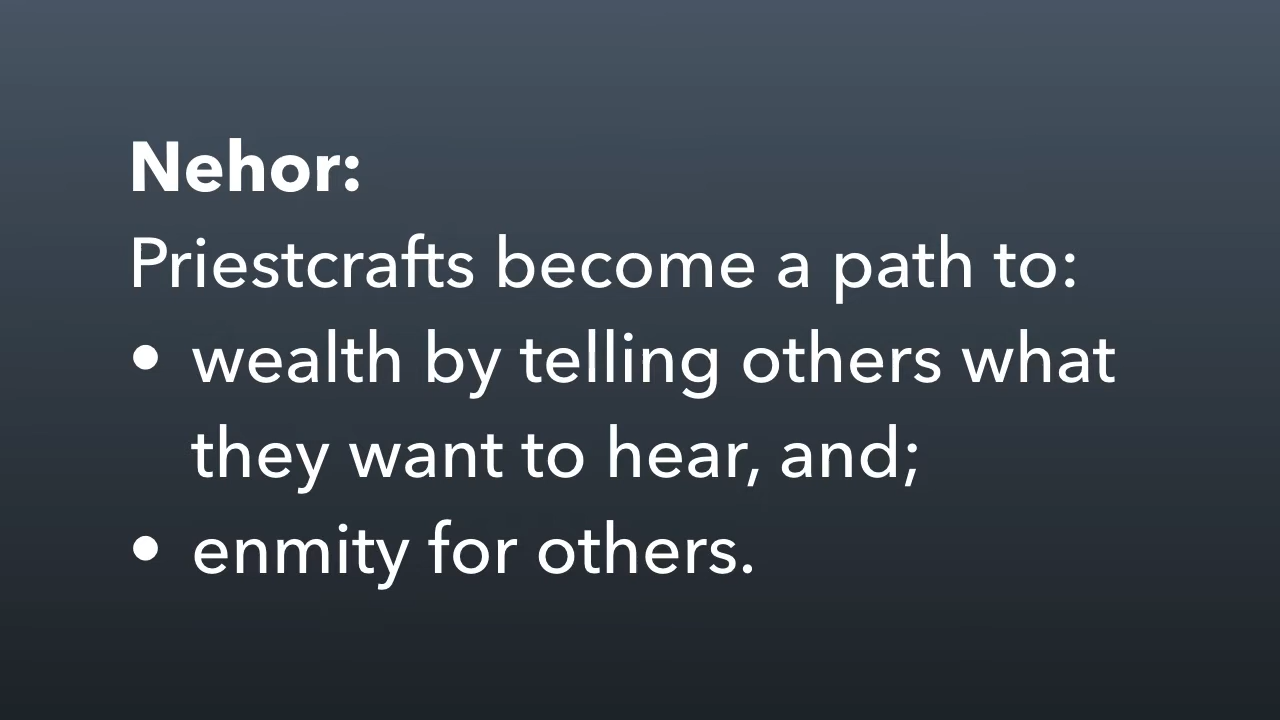 Nehor:
Priestcrafts become a path to:
• wealth by telling others what
they want to hear, and;
• enmity for others.